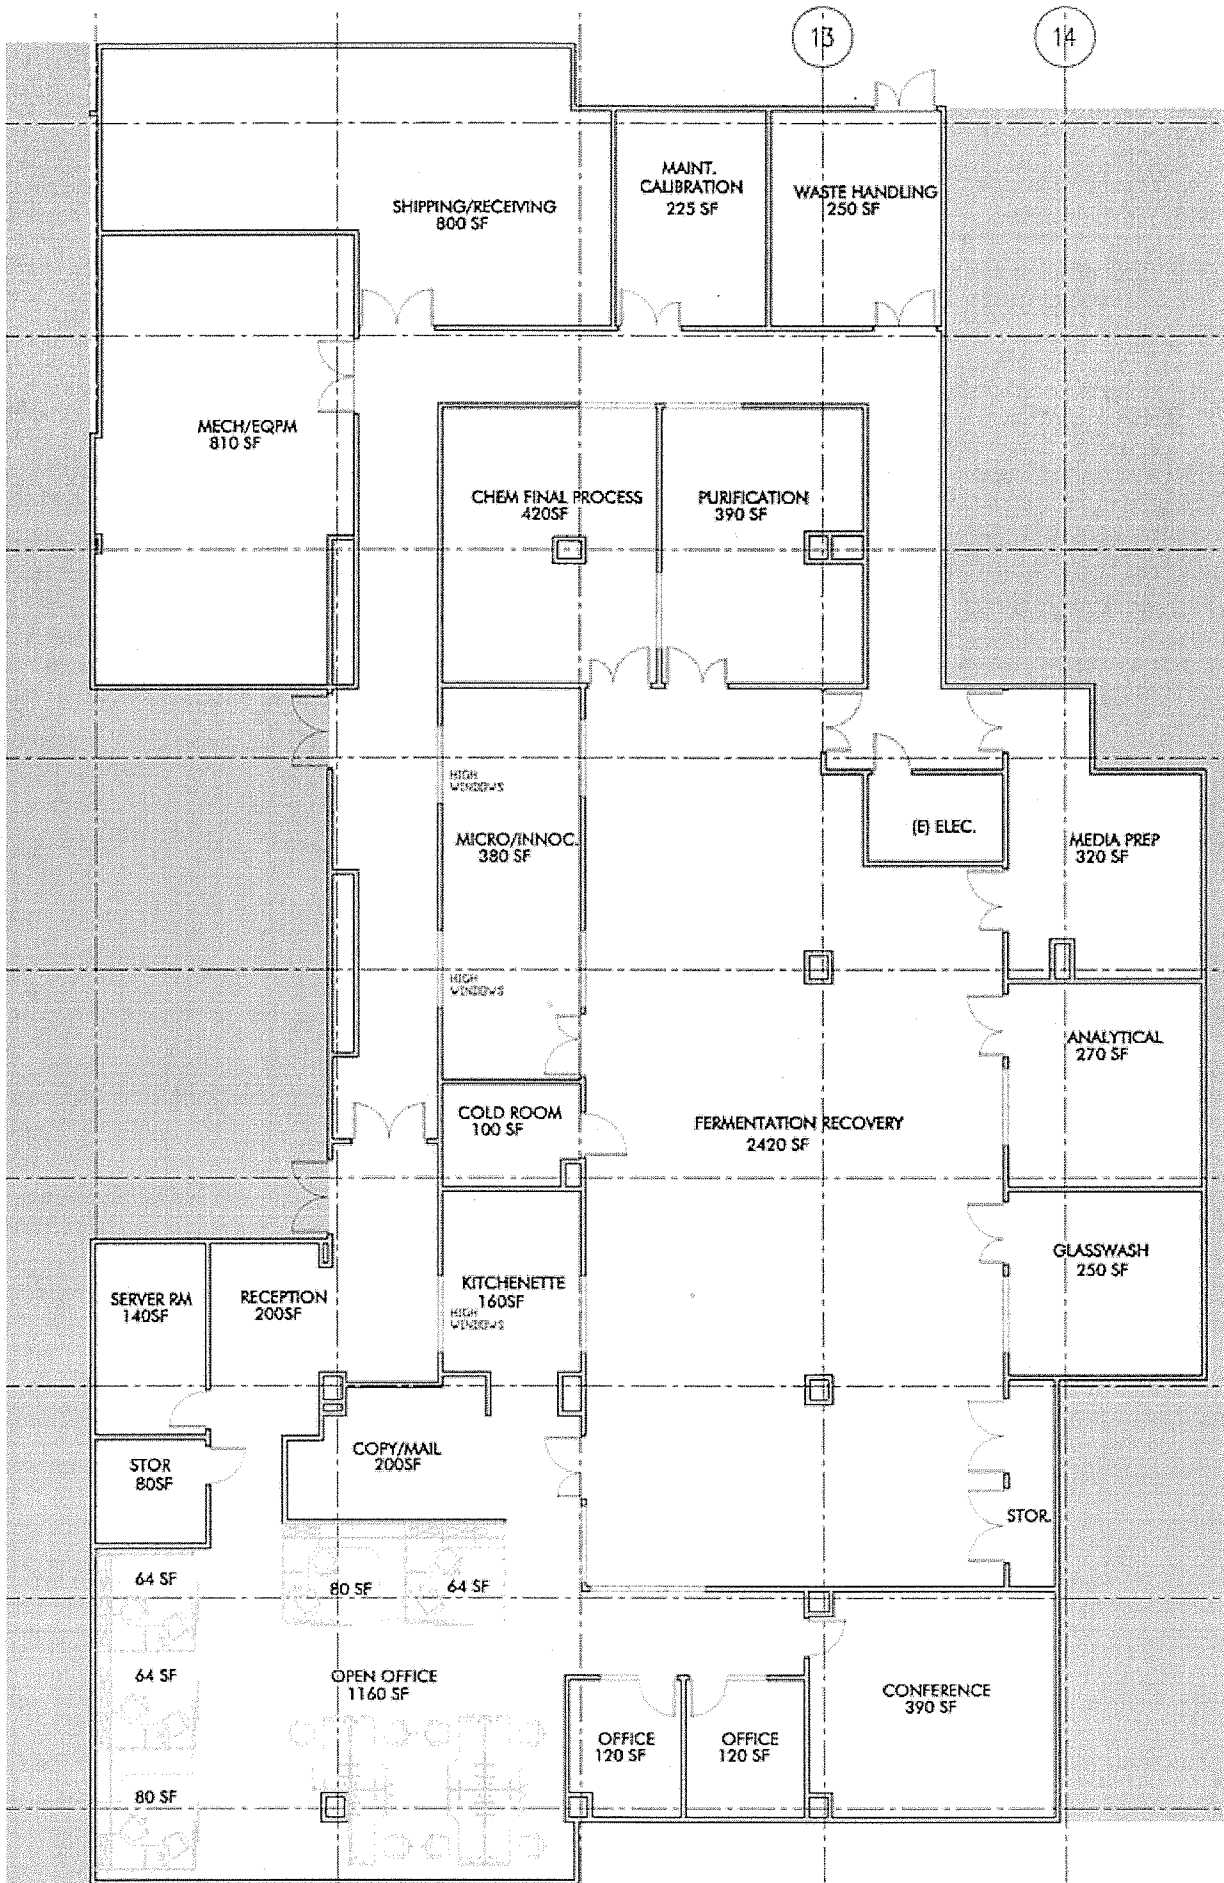 13
14
MAINT.
CALIBRATION
225 SF
WASTE HANDLING
250 SF
SHIPPING/RECEIVING
800 SF
MECH/EQPM
810 SF
CHEM FINAL PROCESS
420SF
PURIFICATION
390 SF
HIGH
WINDOWS
MICRO/INNOC.
380 SF
(E) ELEC.
MEDIA PREP
320 SF
HIGH
WINDOWS
ANALYTICAL
270 SF
COLD ROOM
100 SF
FERMENTATION RECOVERY
2420 SF
GLASSWASH
250 SF
SERVER RM
140SF
RECEPTION
200SF
KITCHENETTE
160SF
HIGH
WINDOWS
COPY/MAIL
200SF
STOR
80SF
STOR.
64 SF
80 SF
64 SF
64 SF
OPEN OFFICE
1160 SF
CONFERENCE
390 SF
OFFICE
120 SF
OFFICE
120 SF
80 SF